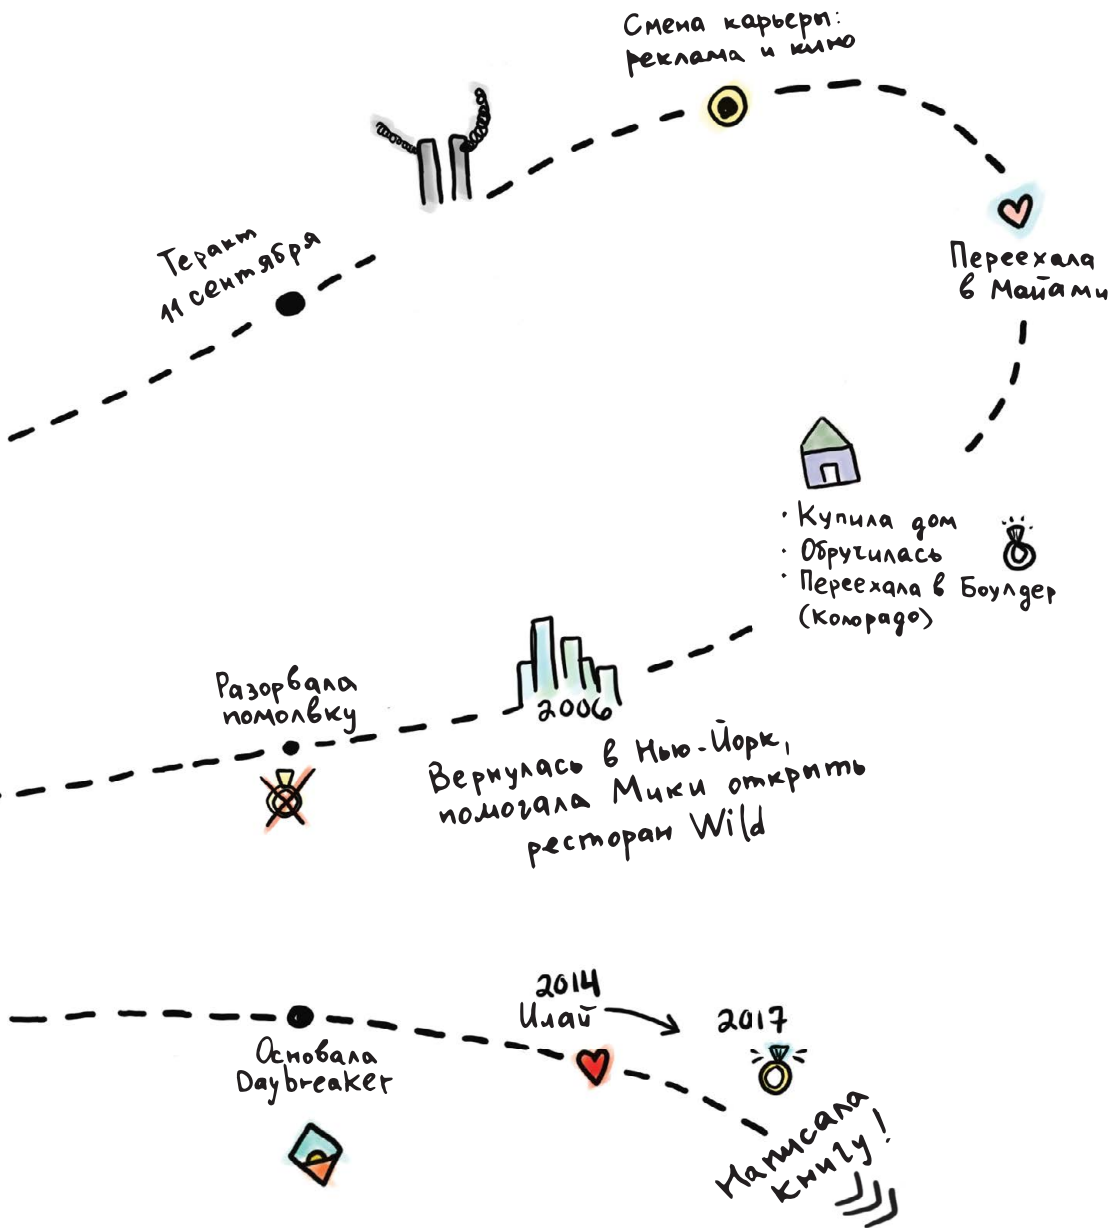 Смена карьеры:
реклама и кино
Теракт
11 сентября
Переехала
в Майами
· Купила дом
· Обручилась
· Переехала в Боулдер
(Колорадо)
2006
Вернулась в Нью-Йорк,
помогала Мики открыть
ресторан Wild
Разорвала
помолвку
Основала
Daybreaker
2014
Илай
2017
Написала
книгу!